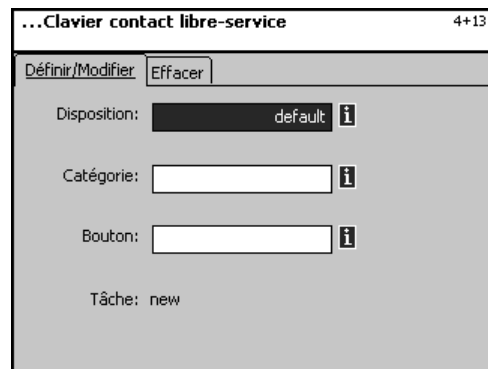 ...Clavier contact libre-service 4+13
Définir/Modifier Effacer
Disposition: default i
Catégorie: i
Bouton: i
Tâche: new